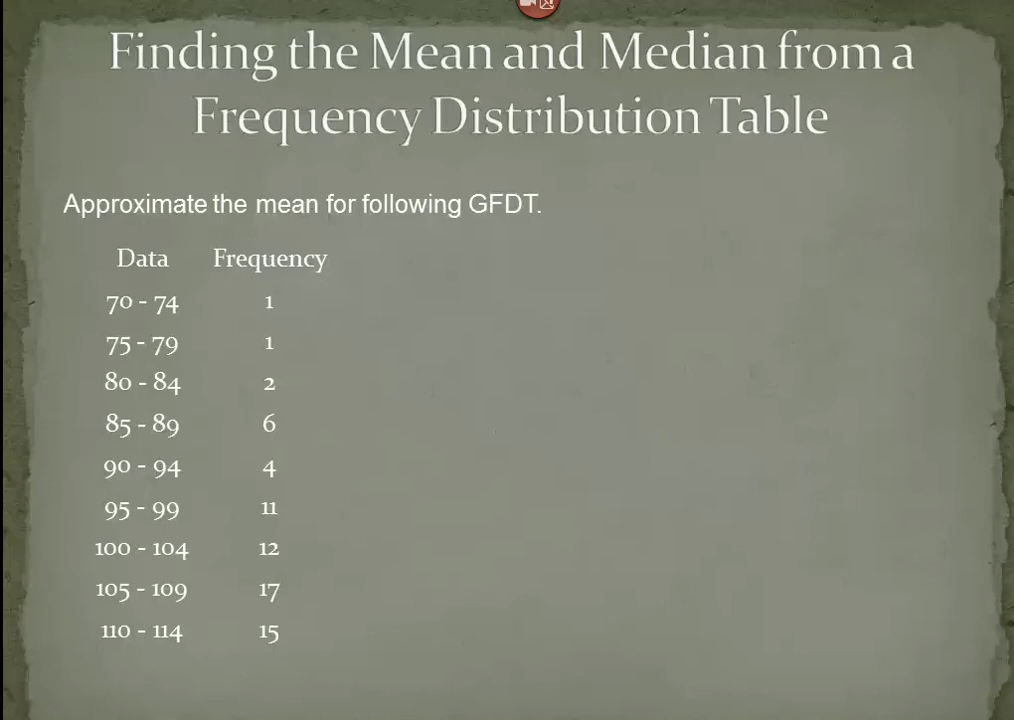 Finding the Mean and Median from a
Frequency Distribution Table
Approximate the mean for following GFDT.
Data Frequency
70 - 74 1
75 - 79 1
80 - 84 2
85 - 89 6
90 - 94 4
95 - 99 11
100 - 104 12
105 - 109 17
110 - 114 15